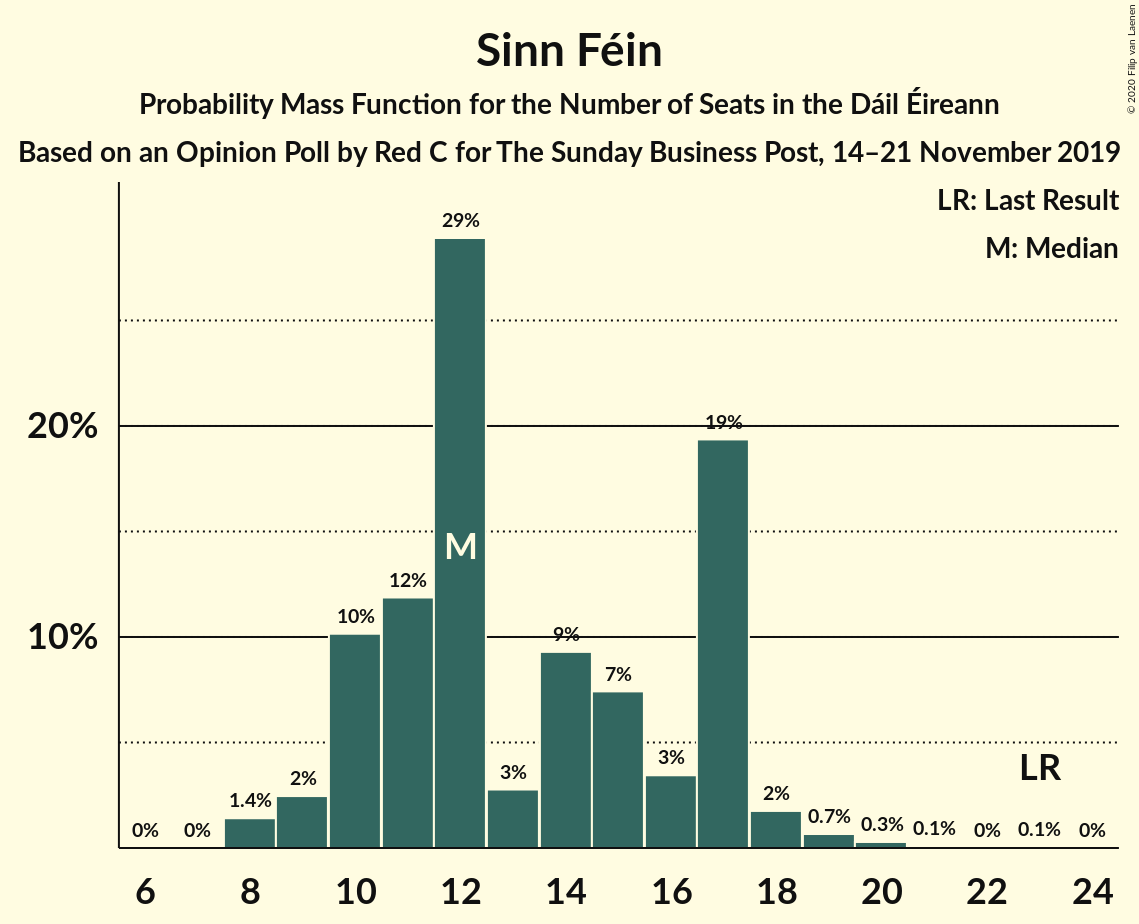 Sinn Féin
Probability Mass Function for the Number of Seats in the Dáil Éireann
Based on an Opinion Poll by Red C for The Sunday Business Post, 14–21 November 2019
© 2020 Filip van Laenen
LR: Last Result
M: Median
29%
20%
19%
M
12%
10%
10%
9%
7%
3%
3%
LR
2%
1.4%
2%
0.7%
0.3%
0.1%
0%
0.1%
0%
0%
0%
6 8 10 12 14 16 18 20 22 24